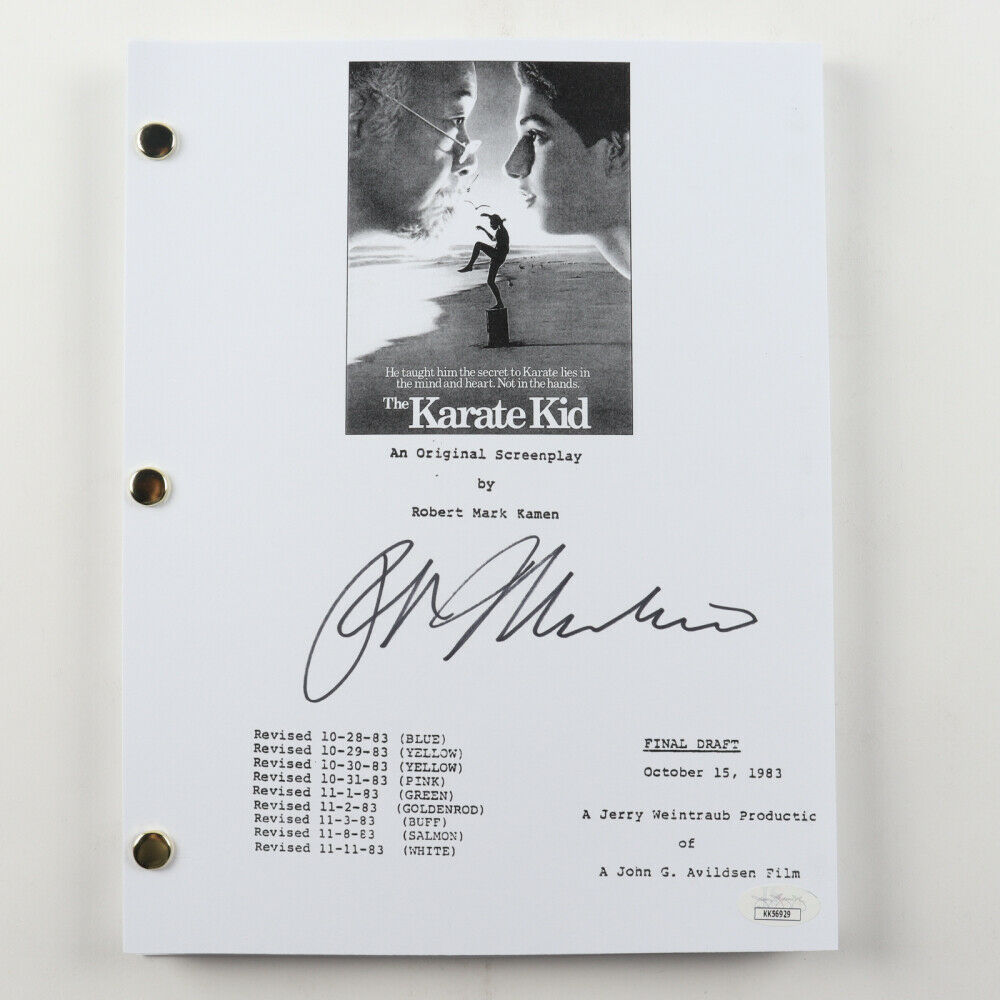 He taught him the secret to Karate lies in
the mind and heart. Not in the hands.
The Karate Kid
An Original Screenplay
by
Robert Mark Kamen
Revised 10-28-83 (BLUE)
Revised 10-29-83 (YELLOW)
Revised 10-30-83 (YELLOW)
Revised 10-31-83 (PINK)
Revised 11-1-83 (GREEN)
Revised 11-2-83 (GOLDENROD)
Revised 11-3-83 (BUFF)
Revised 11-8-83 (SALMON)
Revised 11-11-83 (WHITE)
FINAL DRAFT
October 15, 1983
A Jerry Weintraub Productic
of
A John G. Avildsen Film
KK56929